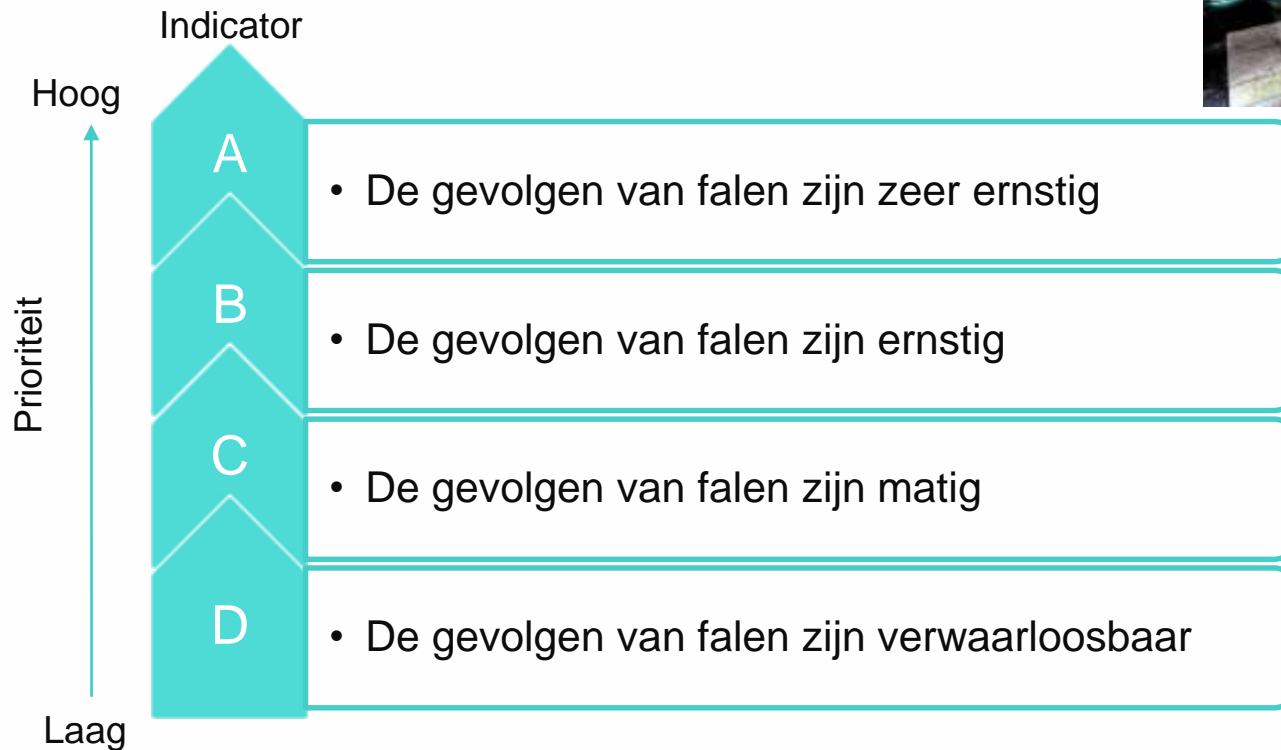 Indicator
Hoog
A
• De gevolgen van falen zijn zeer ernstig
B
• De gevolgen van falen zijn ernstig
Prioriteit
C
• De gevolgen van falen zijn matig
D
• De gevolgen van falen zijn verwaarloosbaar
Laag